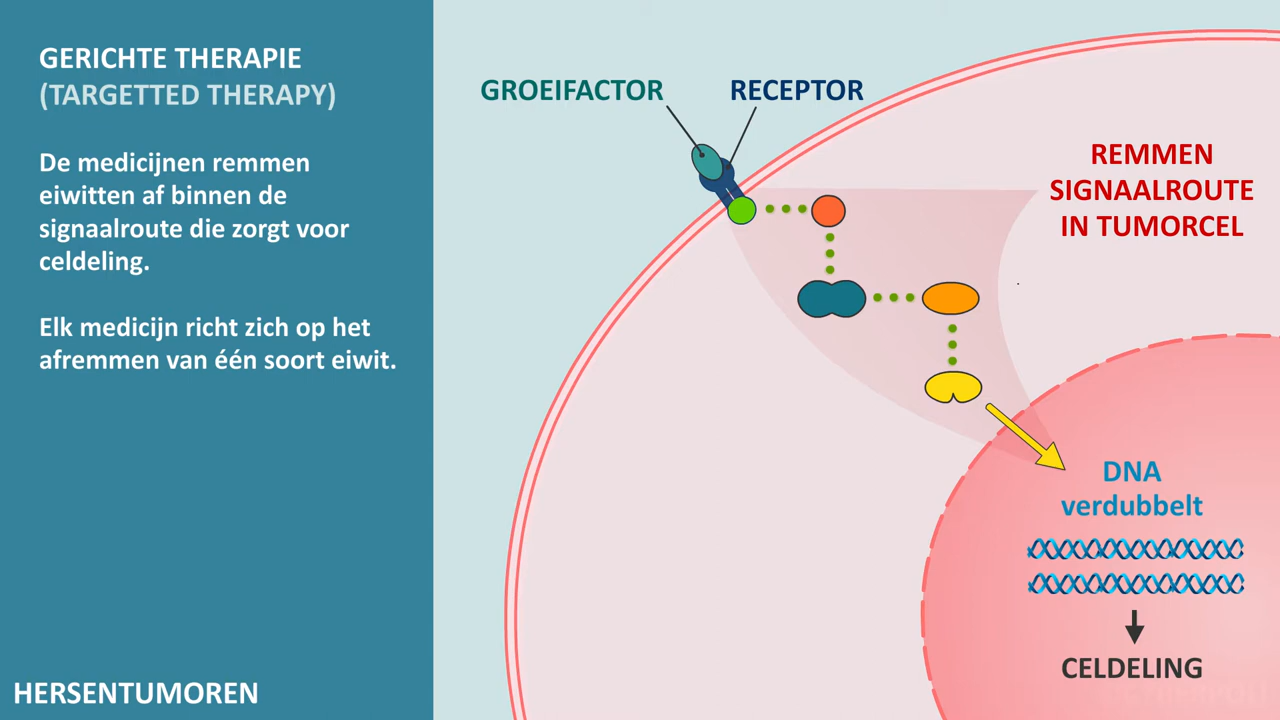 GERICHTE THERAPIE
(TARGETTED THERAPY)
De medicijnen remmen
eiwitten af binnen de
signaalroute die zorgt voor
celdeling.
Elk medicijn richt zich op het
afremmen van één soort eiwit.
HERSENTUMOREN
GROEIFACTOR
RECEPTOR
REMMEN
SIGNAALROUTE
IN TUMORCEL
DNA
verdubbelt
CELDELING